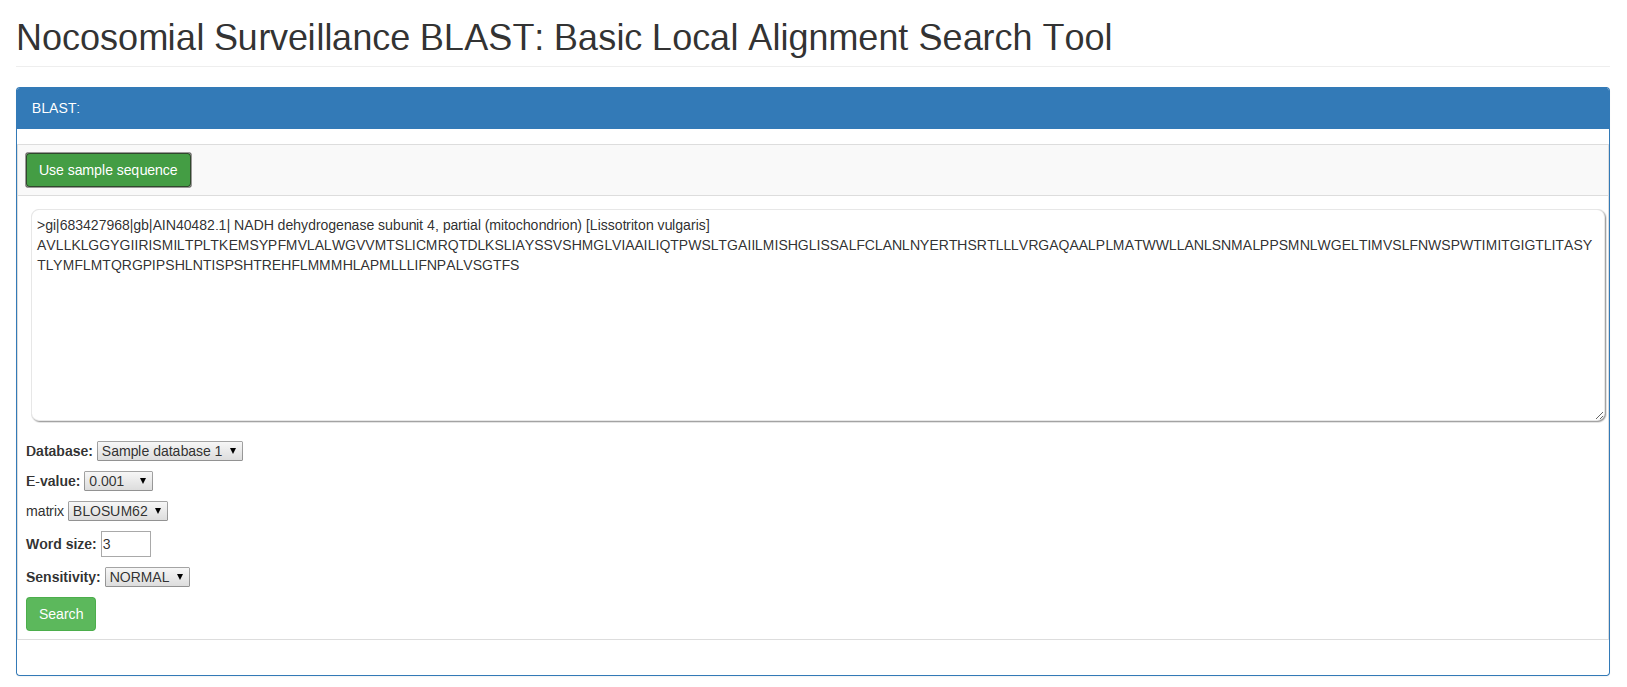 Nocosomial Surveillance BLAST: Basic Local Alignment Search Tool
BLAST:
Use sample sequence
>gi|683427968|gb|AIN40482.1| NADH dehydrogenase subunit 4, partial (mitochondrion) [Lissotriton vulgaris]
AVLLKLGGYGIIRISMILTPLTKEMSYPFMVLALWGVVMTSLICMRQTDLKSLIAYSSVSHMGLVIAAILIQTPWSLTGAIILMISHGLISSALFCLANLNYERTHSRTLLLVRGAQAALPLMATWWLLANLSNMALPPSMNLWGELTIMVSLFNWSPWTIMITGIGTLITASY
TLYMFLMTQRGPIPSHLNTISPSHTREHFLMMMHLAPMLLLIFNPALVSGTFS
Database: Sample database 1
E-value: 0.001
matrix BLOSUM62
Word size: 3
Sensitivity: NORMAL
Search